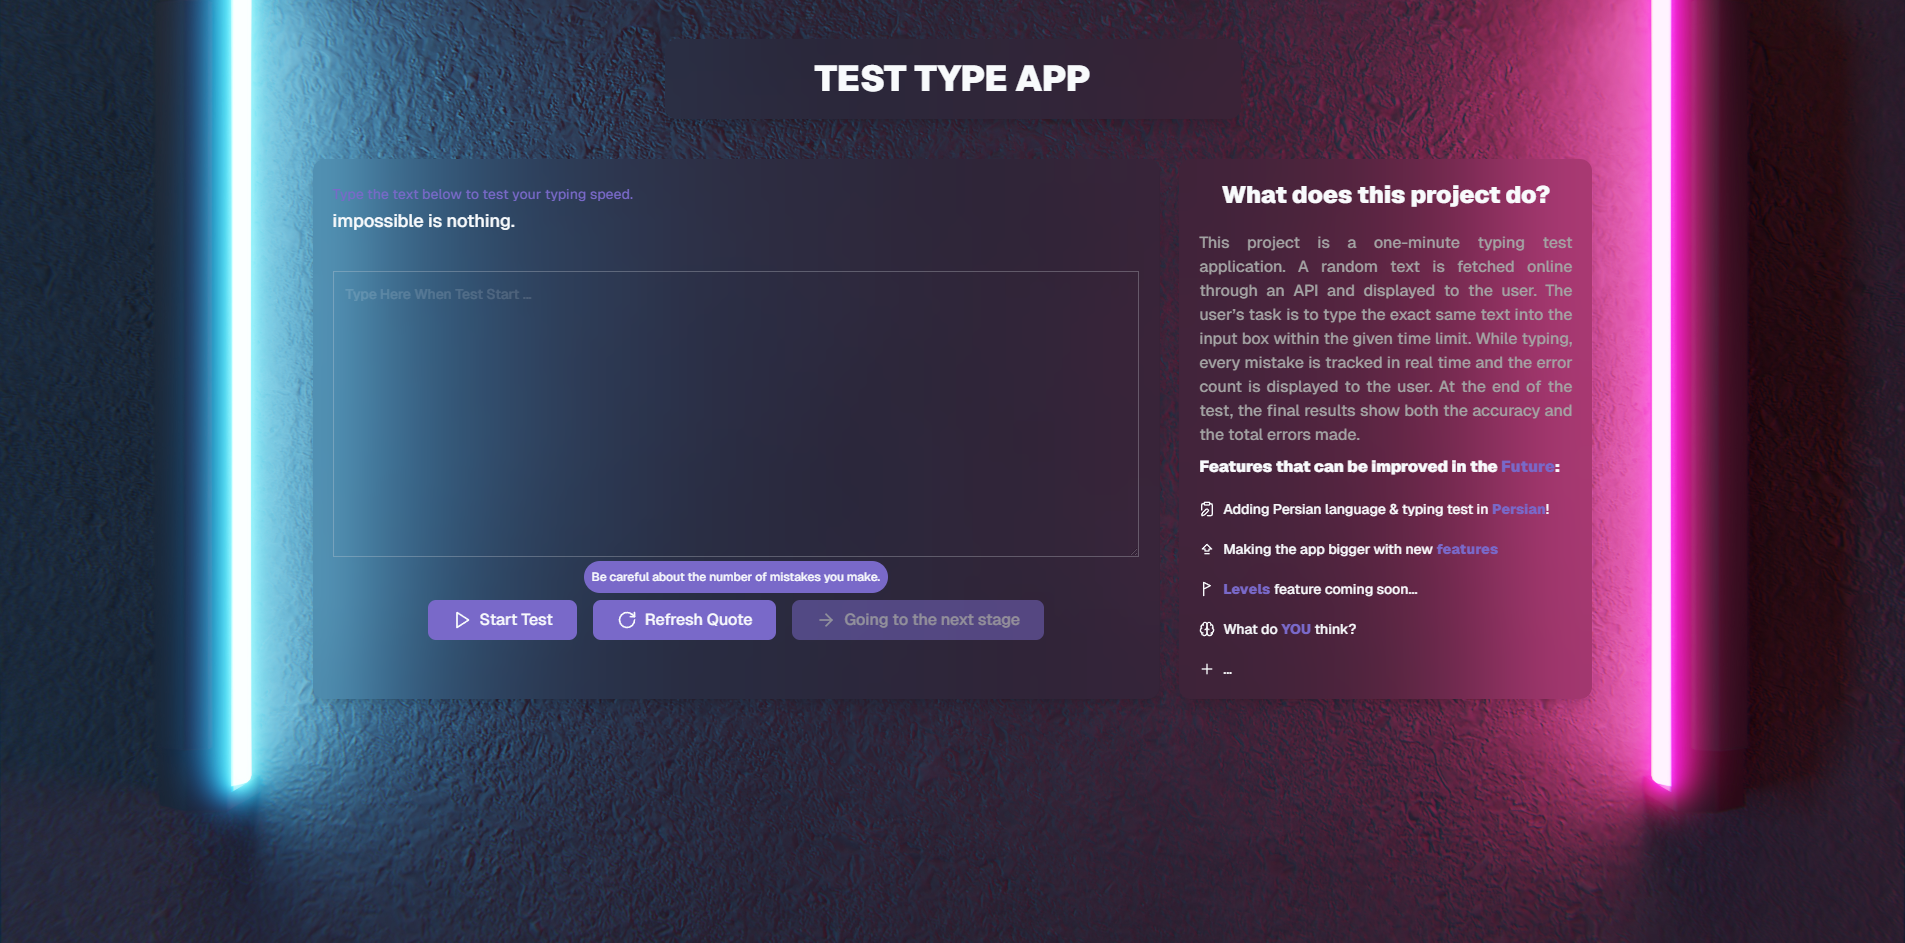 TEST TYPE APP
Type the text below to test your typing speed.
impossible is nothing.
Type Here When Test Start ...
Be careful about the number of mistakes you make.
Start Test
Refresh Quote
Going to the next stage
What does this project do?
This project is a one-minute typing test
application. A random text is fetched online
through an API and displayed to the user. The
user's task is to type the exact same text into the
input box within the given time limit. While typing,
every mistake is tracked in real time and the error
count is displayed to the user. At the end of the
test, the final results show both the accuracy and
the total errors made.
Features that can be improved in the Future:
Adding Persian language & typing test in Persian!
Making the app bigger with new features
Levels feature coming soon...
What do YOU think?
...